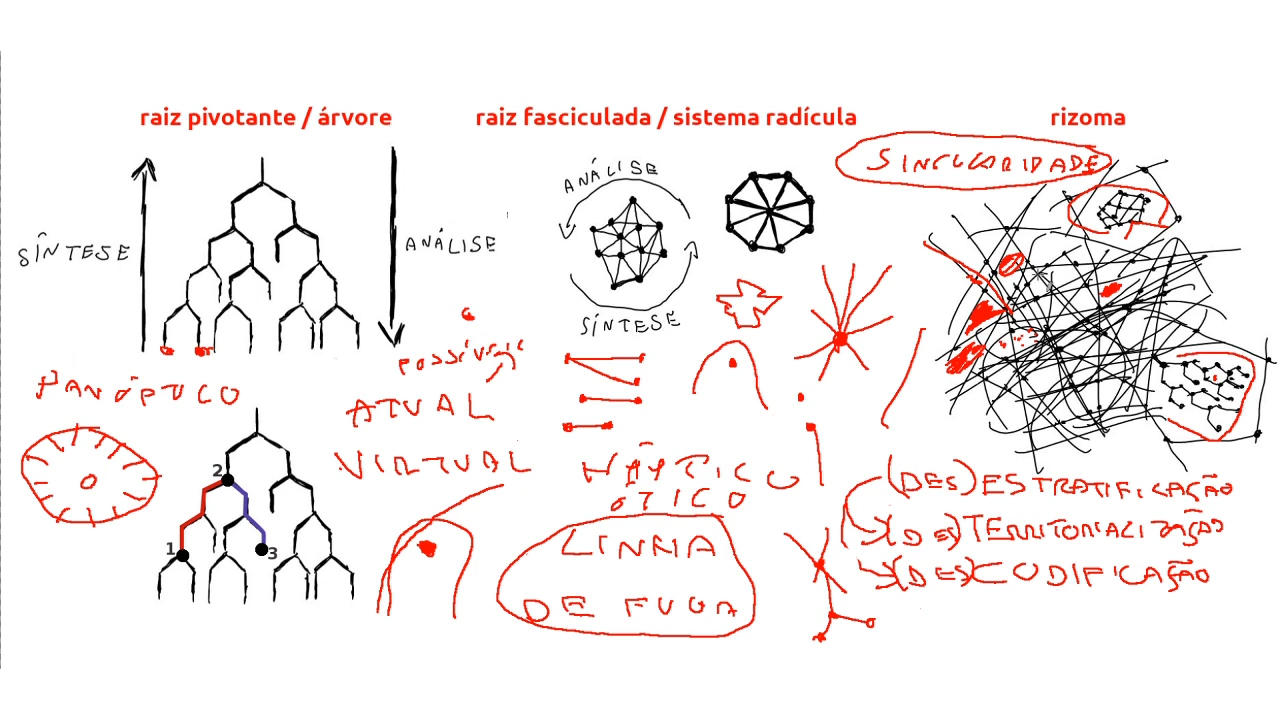 raiz pivotante / árvore
raiz fasciculada / sistema radícula
rizoma
SINGULARIDADE
ANÁLISE
SÍNTESE
ANÁLISE
SÍNTESE
POSSÍVEIS
PANÓPTICO
ATUAL
VIRTUAL
2
1
3
HÁPTICO
ÓTICO
LINHA
DE FUGA
(DES)ESTRATIFICAÇÃO
(DES)TERRITORIALIZAÇÃO
(DES)CODIFICAÇÃO